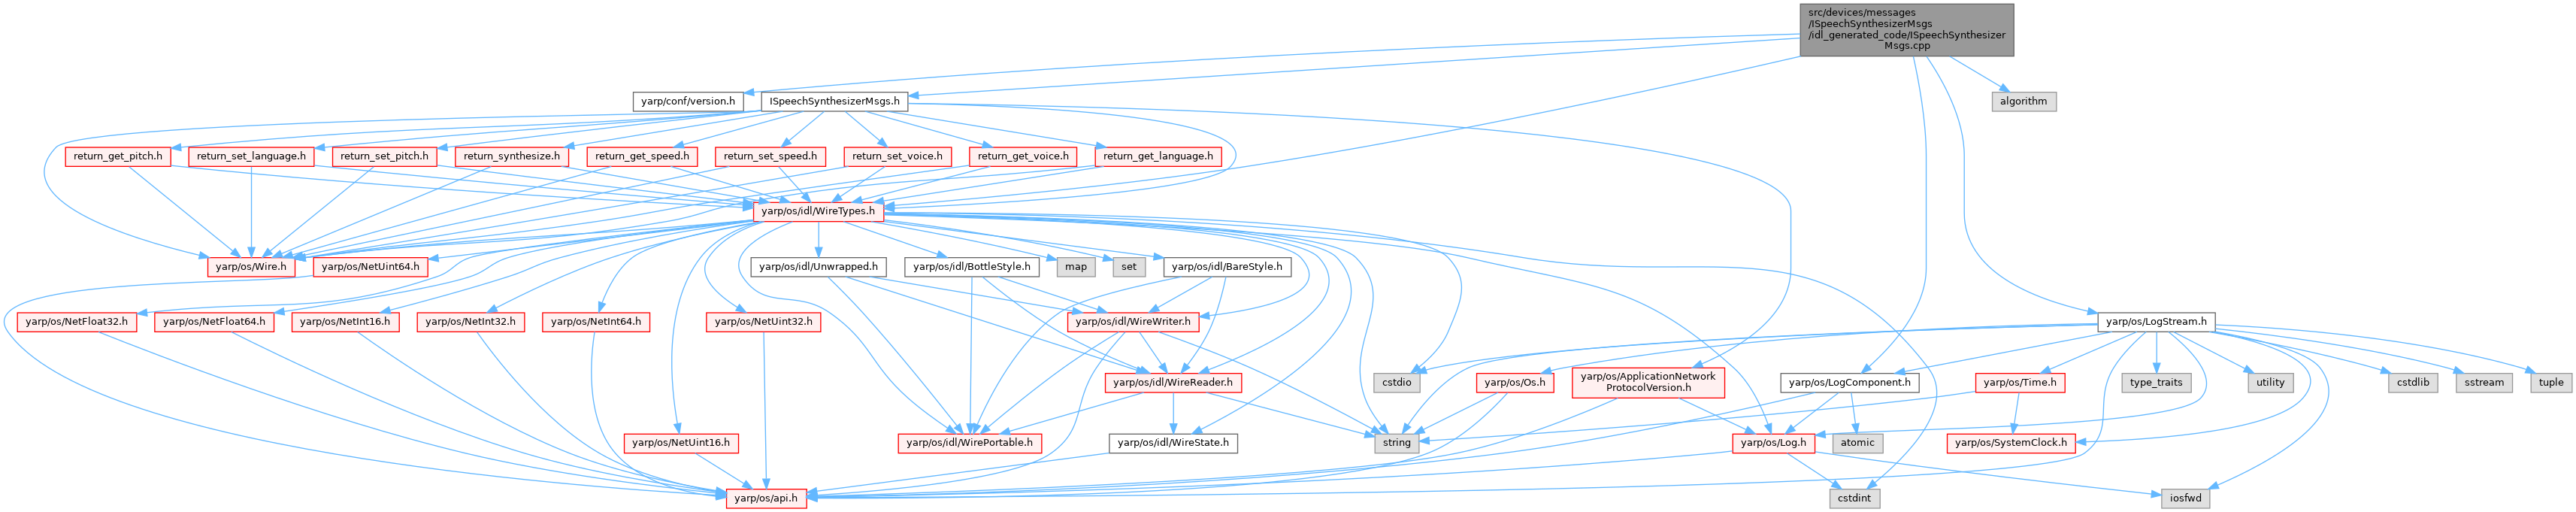 src/devices/messages
/ISpeechSynthesizerMsgs
/idl_generated_code/ISpeechSynthesizer
Msgs.cpp
yarp/conf/version.h
ISpeechSynthesizerMsgs.h
algorithm
return_get_pitch.h
return_set_language.h
return_set_pitch.h
return_synthesize.h
return_get_speed.h
return_set_speed.h
return_set_voice.h
return_get_voice.h
return_get_language.h
yarp/os/idl/WireTypes.h
yarp/os/Wire.h
yarp/os/NetUint64.h
yarp/os/idl/Unwrapped.h
yarp/os/idl/BottleStyle.h
map
set
yarp/os/idl/BareStyle.h
yarp/os/NetFloat32.h
yarp/os/NetFloat64.h
yarp/os/NetInt16.h
yarp/os/NetInt32.h
yarp/os/NetInt64.h
yarp/os/NetUint32.h
yarp/os/idl/WireWriter.h
yarp/os/LogStream.h
yarp/os/idl/WireReader.h
cstdio
yarp/os/Os.h
yarp/os/ApplicationNetwork
ProtocolVersion.h
yarp/os/LogComponent.h
yarp/os/Time.h
type_traits
utility
cstdlib
sstream
tuple
yarp/os/NetUint16.h
yarp/os/idl/WirePortable.h
yarp/os/idl/WireState.h
string
yarp/os/Log.h
atomic
yarp/os/SystemClock.h
yarp/os/api.h
cstdint
iosfwd